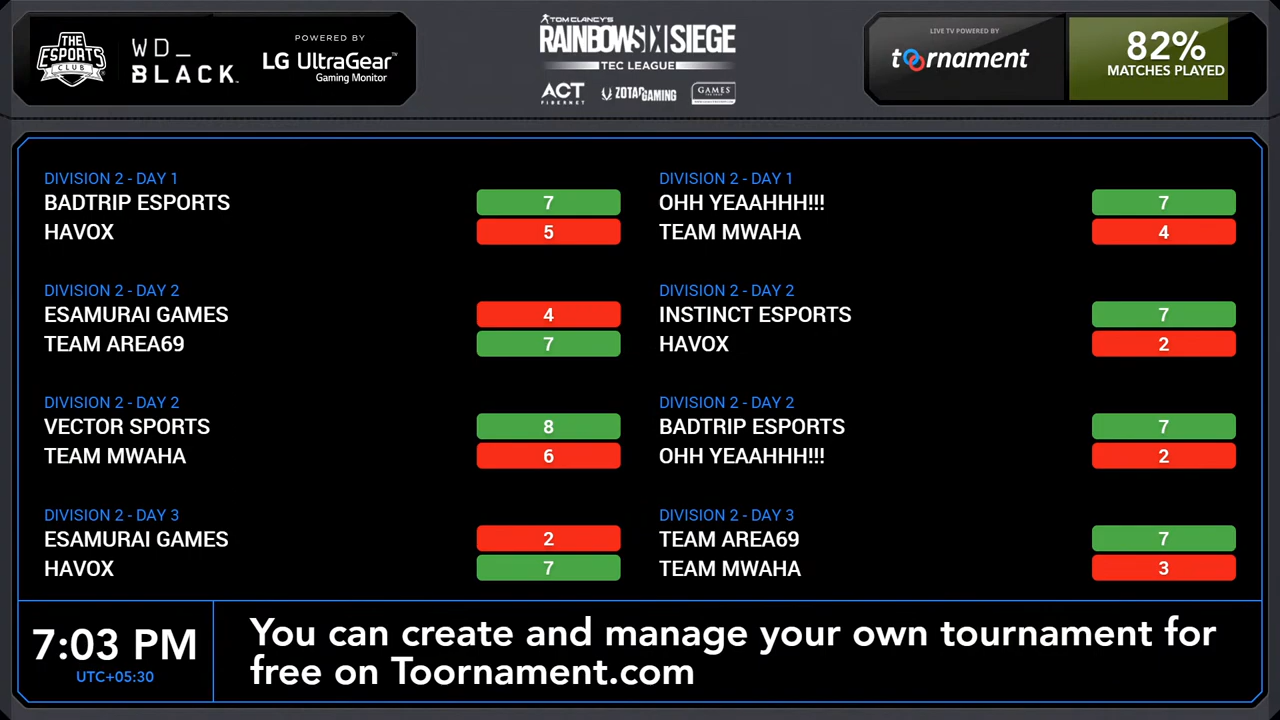 THE
ESPORTS
CLUB
WD_
BLACK.
POWERED BY
LG UltraGear™
Gaming Monitor
TOM CLANCY'S
RAINBOW SIX SIEGE
TEC LEAGUE
ACT
FIBERNET
ZOTAC GAMING
GAMES
LIVE TV POWERED BY
toornament
82%
MATCHES PLAYED
DIVISION 2 - DAY 1
BADTRIP ESPORTS 7
HAVOX 5
DIVISION 2 - DAY 1
OHH YEAAHHH!!! 7
TEAM MWAHA 4
DIVISION 2 - DAY 2
ESAMURAI GAMES 4
TEAM AREA69 7
DIVISION 2 - DAY 2
INSTINCT ESPORTS 7
HAVOX 2
DIVISION 2 - DAY 2
VECTOR SPORTS 8
TEAM MWAHA 6
DIVISION 2 - DAY 2
BADTRIP ESPORTS 7
OHH YEAAHHH!!! 2
DIVISION 2 - DAY 3
ESAMURAI GAMES 2
HAVOX 7
DIVISION 2 - DAY 3
TEAM AREA69 7
TEAM MWAHA 3
7:03 PM
UTC+05:30
You can create and manage your own tournament for
free on Toornament.com